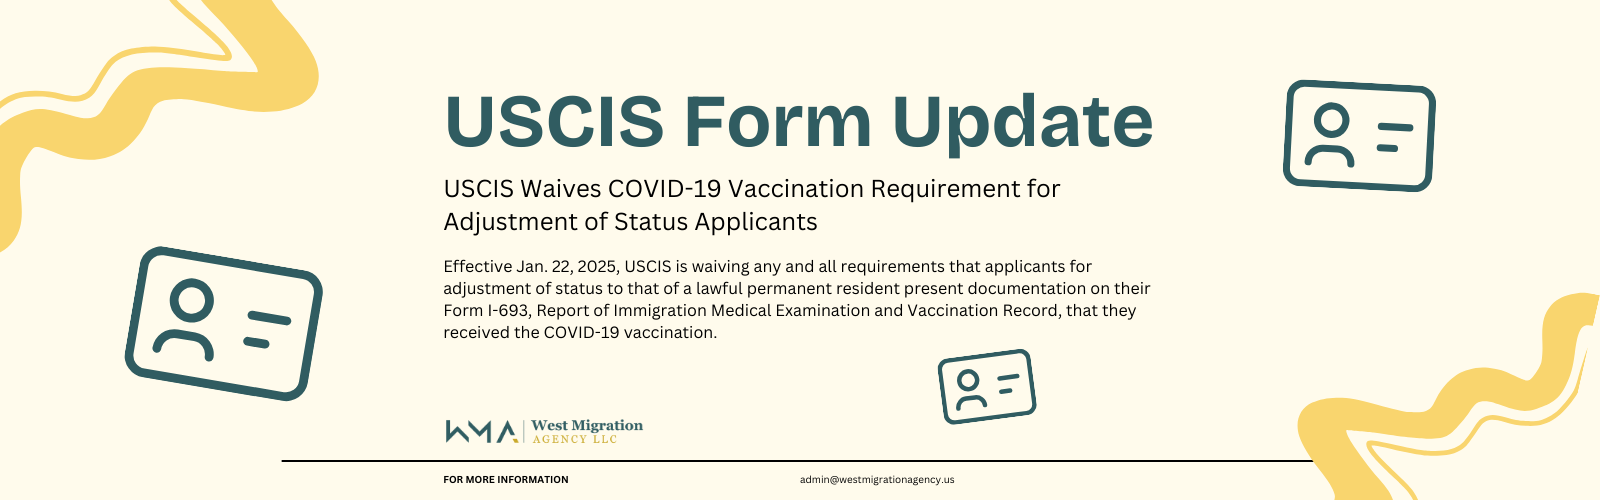 USCIS Form Update
USCIS Waives COVID-19 Vaccination Requirement for
Adjustment of Status Applicants
Effective Jan. 22, 2025, USCIS is waiving any and all requirements that applicants for
adjustment of status to that of a lawful permanent resident present documentation on their
Form I-693, Report of Immigration Medical Examination and Vaccination Record, that they
received the COVID-19 vaccination.
WMA
West Migration
AGENCY LLC
FOR MORE INFORMATION
admin@westmigrationagency.us